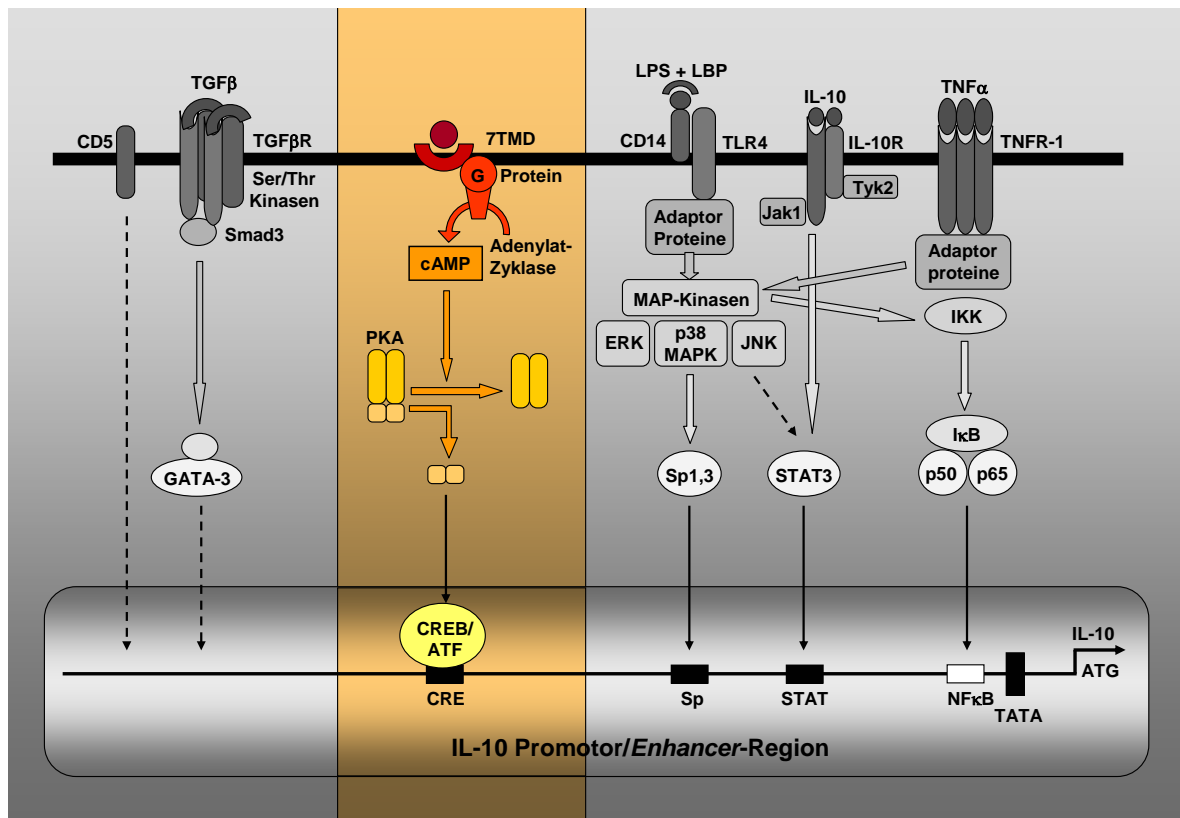 TGFβ
CD5
TGFβR
Ser/Thr
Kinasen
Smad3
GATA-3
7TMD
G
Protein
Adenylat-
Zyklase
cAMP
PKA
CREB/
ATF
CRE
LPS + LBP
CD14
TLR4
Adaptor
Proteine
MAP-Kinasen
ERK
p38
MAPK
JNK
Sp1,3
Sp
IL-10
IL-10R
Tyk2
Jak1
STAT3
STAT
TNFα
TNFR-1
Adaptor
proteine
IKK
IκB
p50
p65
NFκB
TATA
IL-10
ATG
IL-10 Promotor/Enhancer-Region